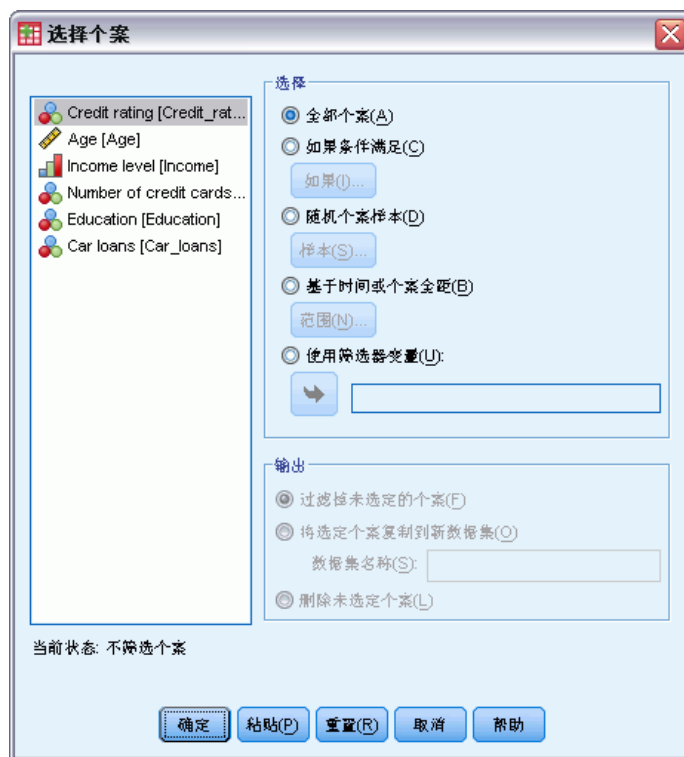 选择个案
Credit rating [Credit_rat...
Age [Age]
Income level [Income]
Number of credit cards...
Education [Education]
Car loans [Car_loans]
选择
全部个案(A)
如果条件满足(C)
如果(I)...
随机个案样本(D)
样本(S)...
基于时间或个案全距(B)
范围(N)...
使用筛选器变量(U):
输出
过滤掉未选定的个案(F)
将选定个案复制到新数据集(O)
数据集名称(S):
删除未选定个案(L)
当前状态: 不筛选个案
确定 粘贴(P) 重置(R) 取消 帮助